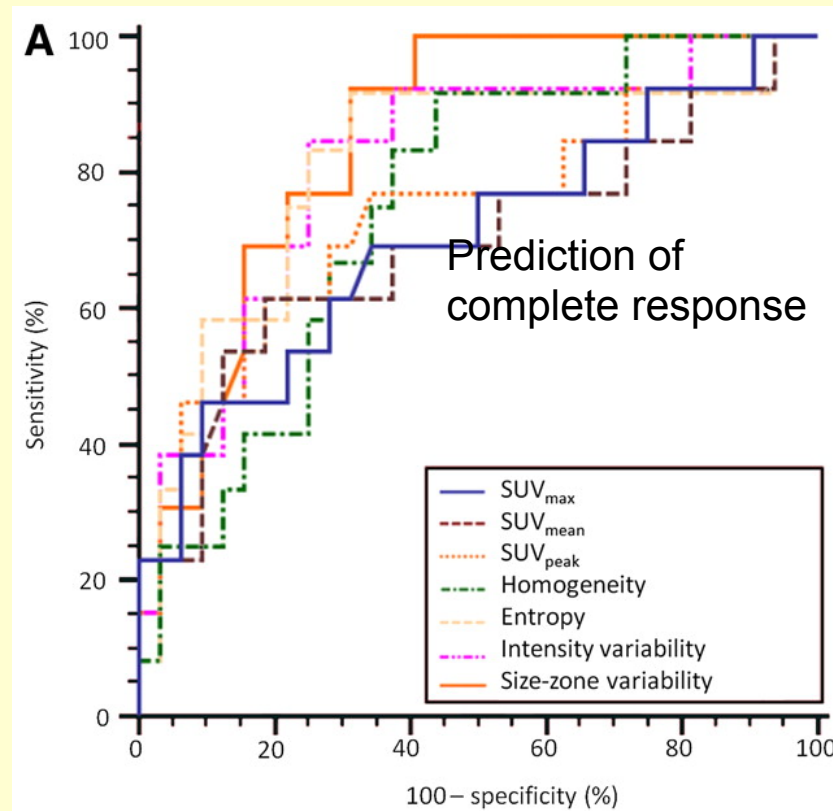 A
100
80
60
40
20
0
Sensitivity (%)
Prediction of
complete response
SUVmax
SUVmean
SUVpeak
Homogeneity
Entropy
Intensity variability
Size-zone variability
0 20 40 60 80 100
100 – specificity (%)